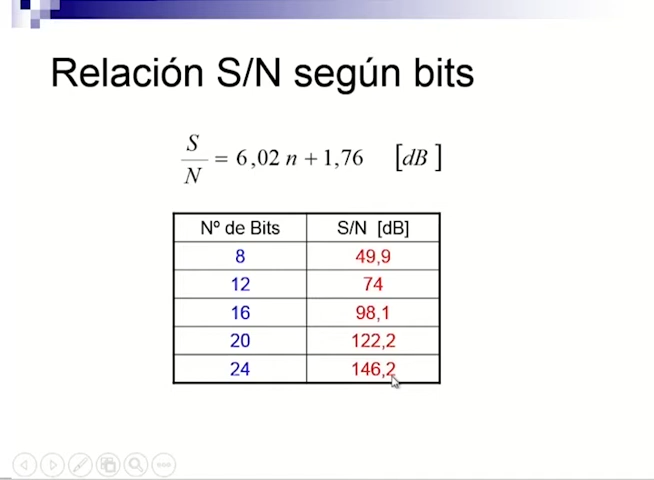 Relación S/N según bits
S/N = 6,02 n + 1,76 [dB]
Nº de Bits S/N [dB]
8 49,9
12 74
16 98,1
20 122,2
24 146,2